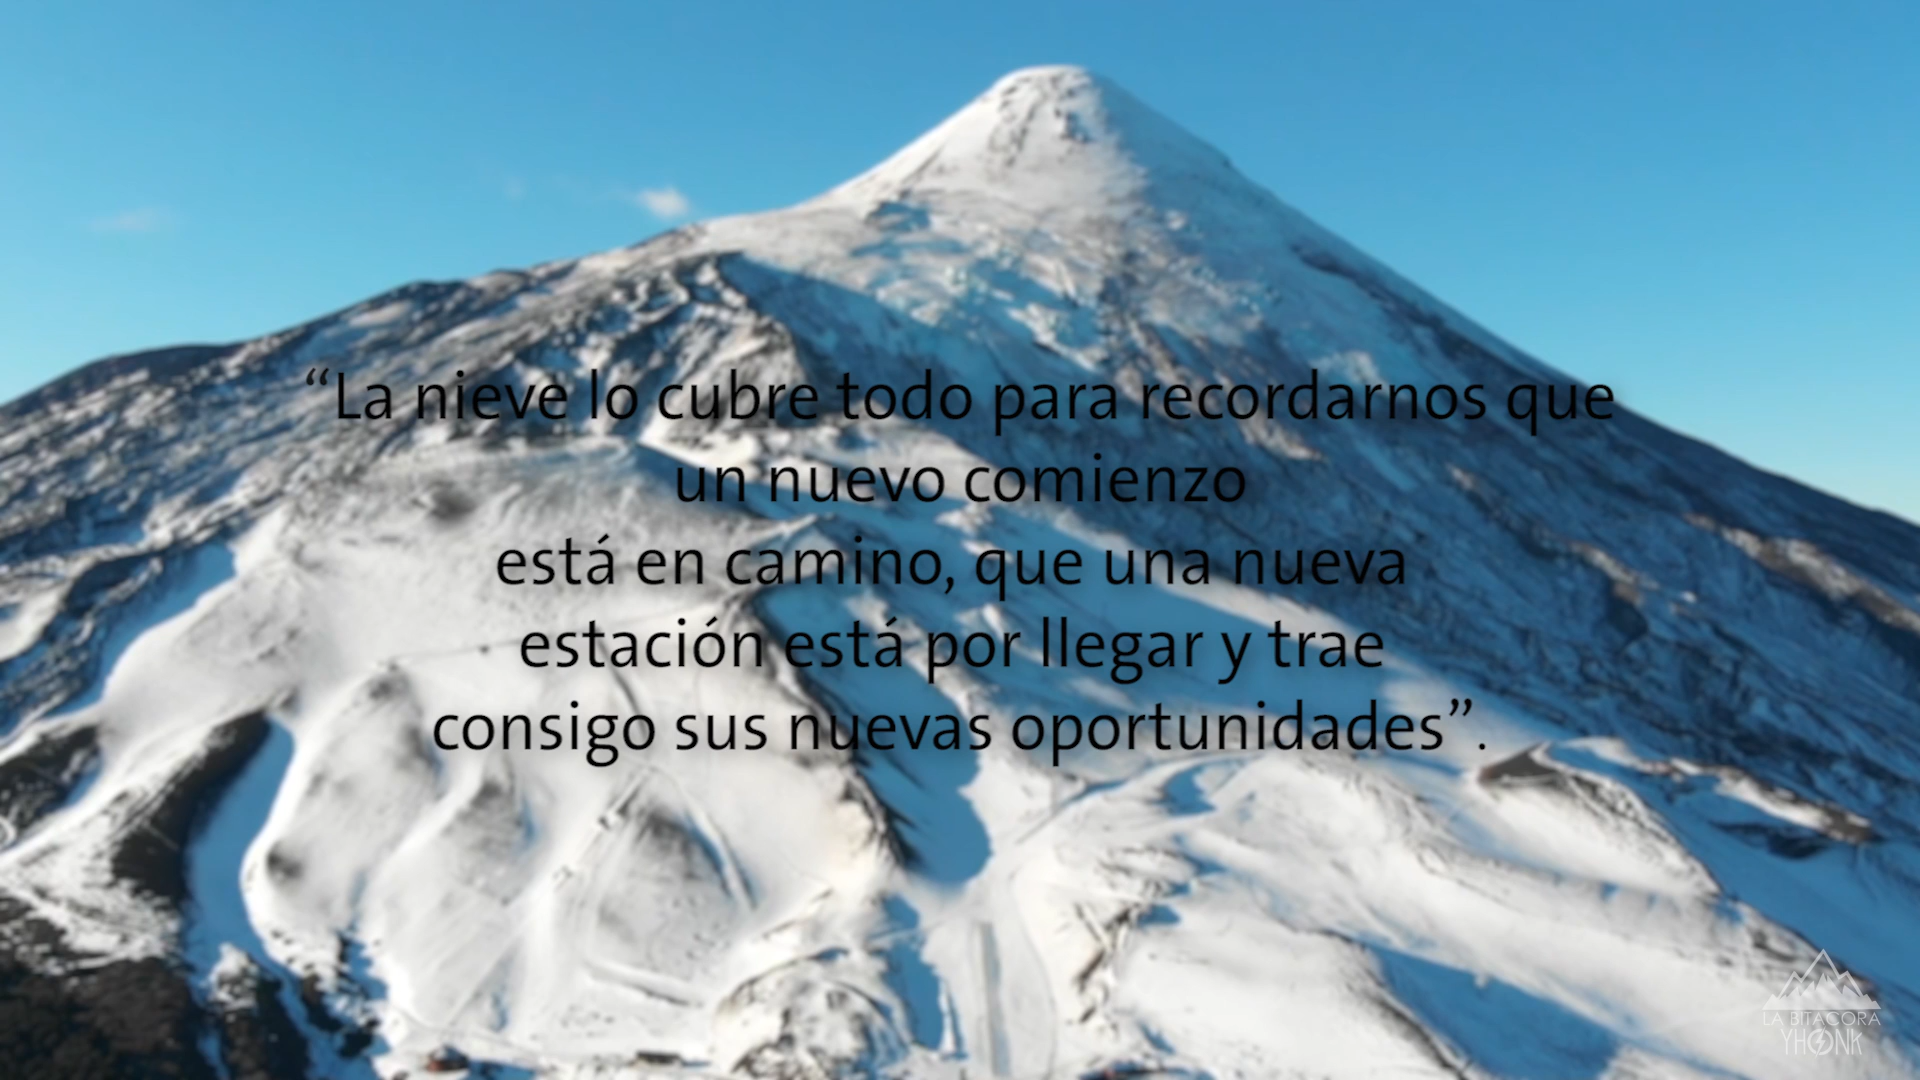 “La nieve lo cubre todo para recordarnos que
un nuevo comienzo
está en camino, que una nueva
estación está por llegar y trae
consigo sus nuevas oportunidades”.
LA BITACORA
YHONK